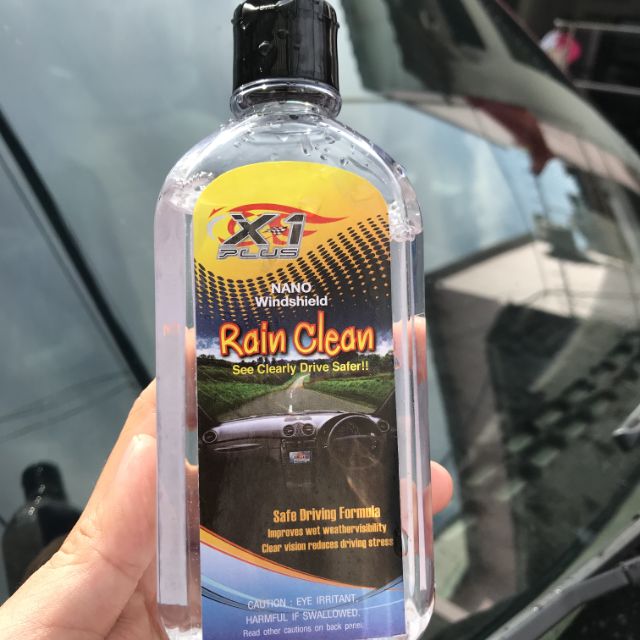 X-1
PLUS
NANO
Windshield
Rain Clean
See Clearly Drive Safer!!
Safe Driving Formula
Improves wet weathervisibility
Clear vision reduces driving stress
CAUTION : EYE IRRITANT.
HARMFUL IF SWALLOWED.
Read other cautions on back panel